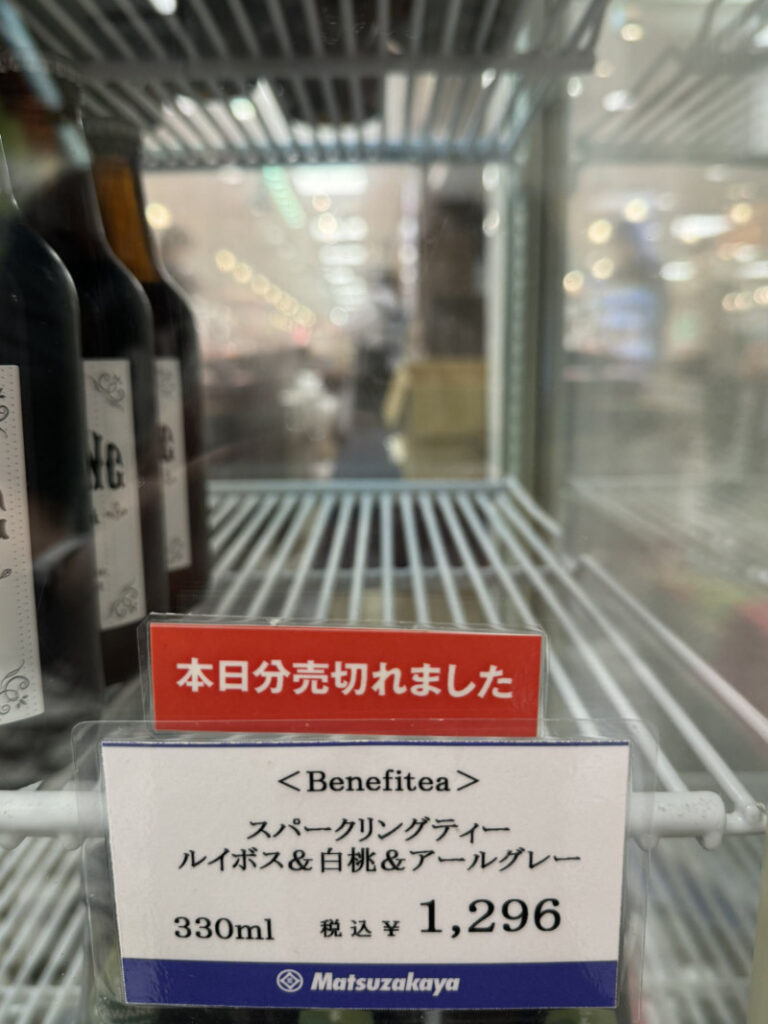 本日分売切れました
＜Benefitea＞
スパークリングティー
ルイボス＆白桃＆アールグレー
330ml 税込￥1,296
Matsuzakaya